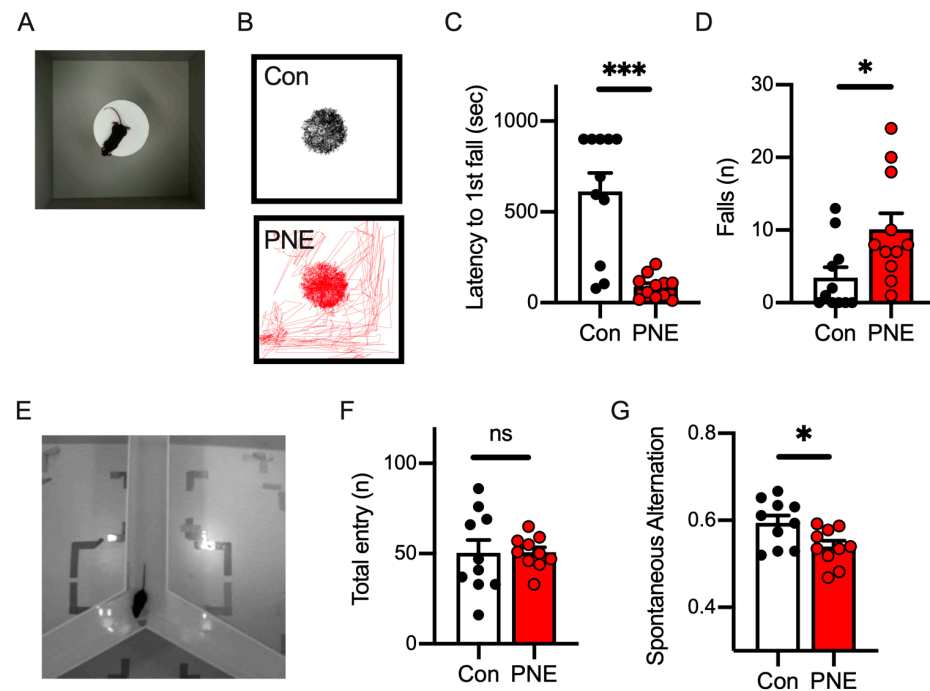 A
B
Con
PNE
C
***
Latency to 1st fall (sec)
1000
500
0
Con PNE
D
*
Falls (n)
30
20
10
0
Con PNE
E
F
ns
Total entry (n)
100
50
0
Con PNE
G
*
Spontaneous Alternation
0.8
0.6
0.4
Con PNE